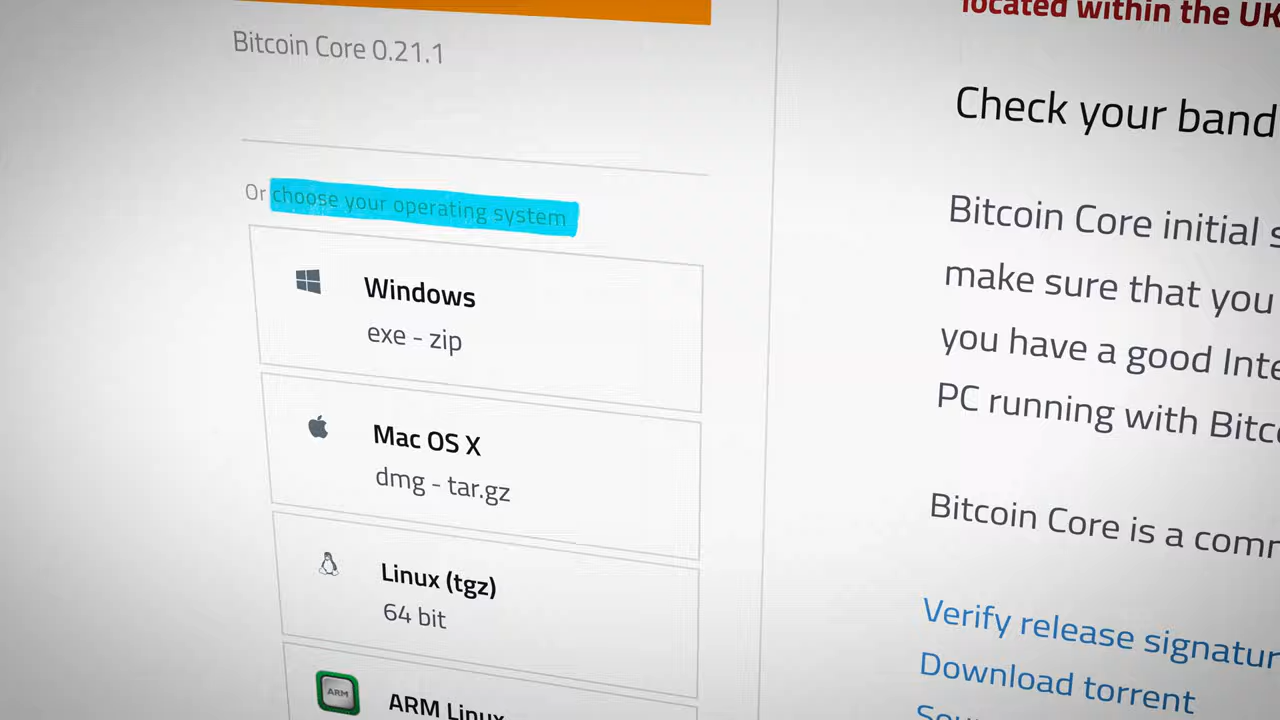 Bitcoin Core 0.21.1
Or choose your operating system
Windows
exe - zip
Mac OS X
dmg - tar.gz
Linux (tgz)
64 bit
ARM
ARM Linux
located within the UK
Check your band
Bitcoin Core initial s
make sure that you
you have a good Inte
PC running with Bitc
Bitcoin Core is a com
Verify release signatur
Download torrent